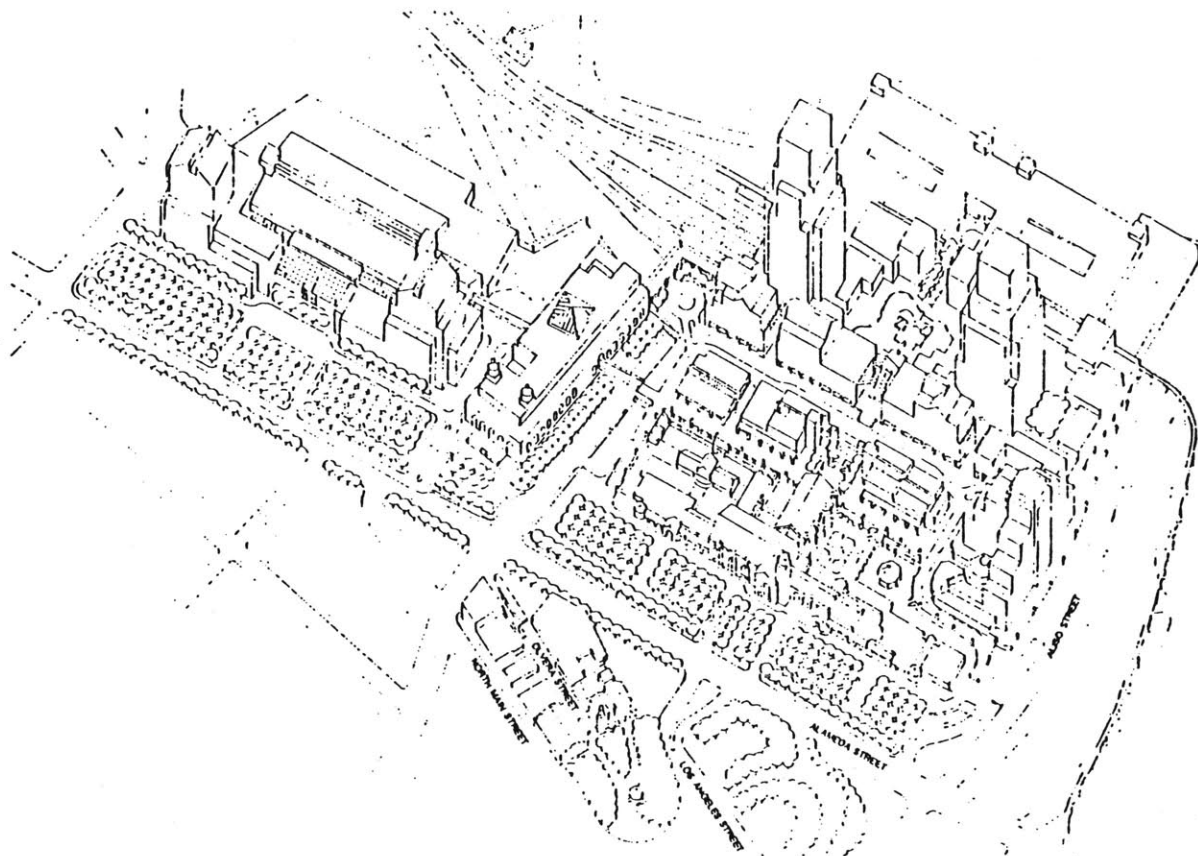 ALISO STREET
OLVERA STREET
NORTH MAIN STREET
ALAMEDA STREET
LOS ANGELES STREET